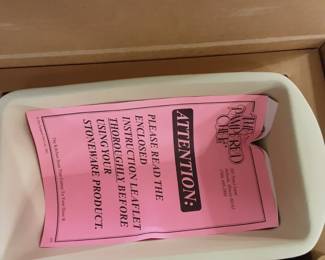 THE
PAMPERED
CHEF
ATTENTION:
PLEASE READ THE
ENCLOSED
INSTRUCTION LEAFLET
THOROUGHLY BEFORE
USING YOUR
STONEWARE PRODUCT.